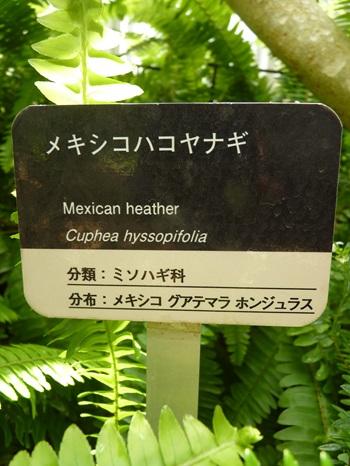 メキシコハコヤナギ
Mexican heather
Cuphea hyssopifolia
分類：ミソハギ科
分布：メキシコ グアテマラ ホンジュラス